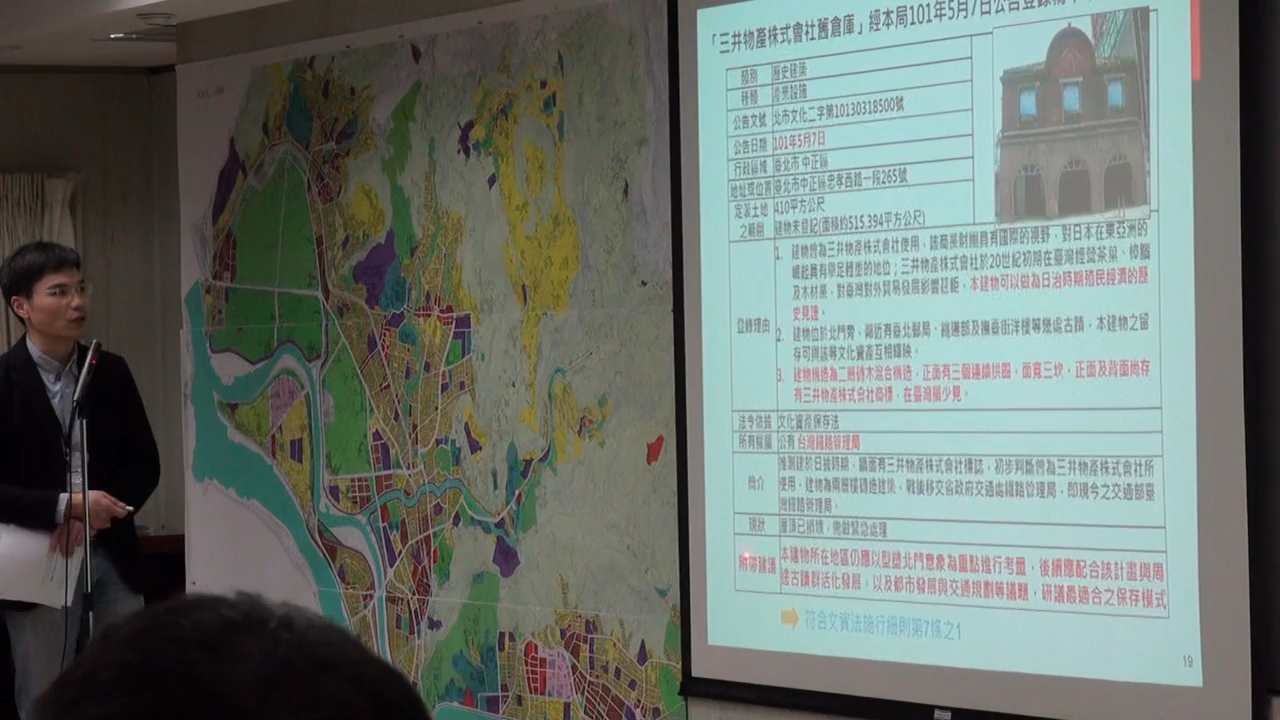 「三井物產株式會社舊倉庫」經本局101年5月7日公告登錄
類別 歷史建築
種類 產業設施
公告文號 北市文化二字第10130318500號
公告日期 101年5月7日
行政區域 臺北市 中正區
地址或位置 臺北市中正區忠孝西路一段265號
定著土地之範圍 410平方公尺
建物未登記(面積約515.394平方公尺)
登錄理由
1. 建物曾為三井物產株式會社使用，該商業財團具有國際的視野，對日本在東亞洲的
崛起具有舉足輕重的地位；三井物產株式會社於20世紀初期在臺灣經營茶葉、樟腦
及木材業，對臺灣對外貿易發展影響甚鉅，本建物可以做為日治時期殖民經濟的歷
史見證。
2. 建物位於北門旁，鄰近有臺北郵局、鐵道部及撫臺街洋樓等幾處古蹟，本建物之留
存可與該等文化資產互相輝映。
3. 建物構造為二層磚木混合構造，正面有三個連續拱圈，面寬三坎，正面及背面尚存
有三井物產株式會社商標，在臺灣屬少見。
法令依據 文化資產保存法
所有權屬 公有 台灣鐵路管理局
簡介 推測建於日據時期，牆面有三井物產株式會社標誌，初步判斷曾為三井物產株式會社所
使用，建物為兩層樓磚造建築，戰後移交省政府交通處鐵路管理局，即現今之交通部臺
灣鐵路管理局。
現狀 屋頂已損壞，需做緊急處理
附帶建議 本建物所在地區仍應以型塑北門意象為重點進行考量，後續應配合該計畫與周
邊古蹟群活化發展，以及都市發展與交通規劃等議題，研議最適合之保存模式
符合文資法施行細則第7條之1
19